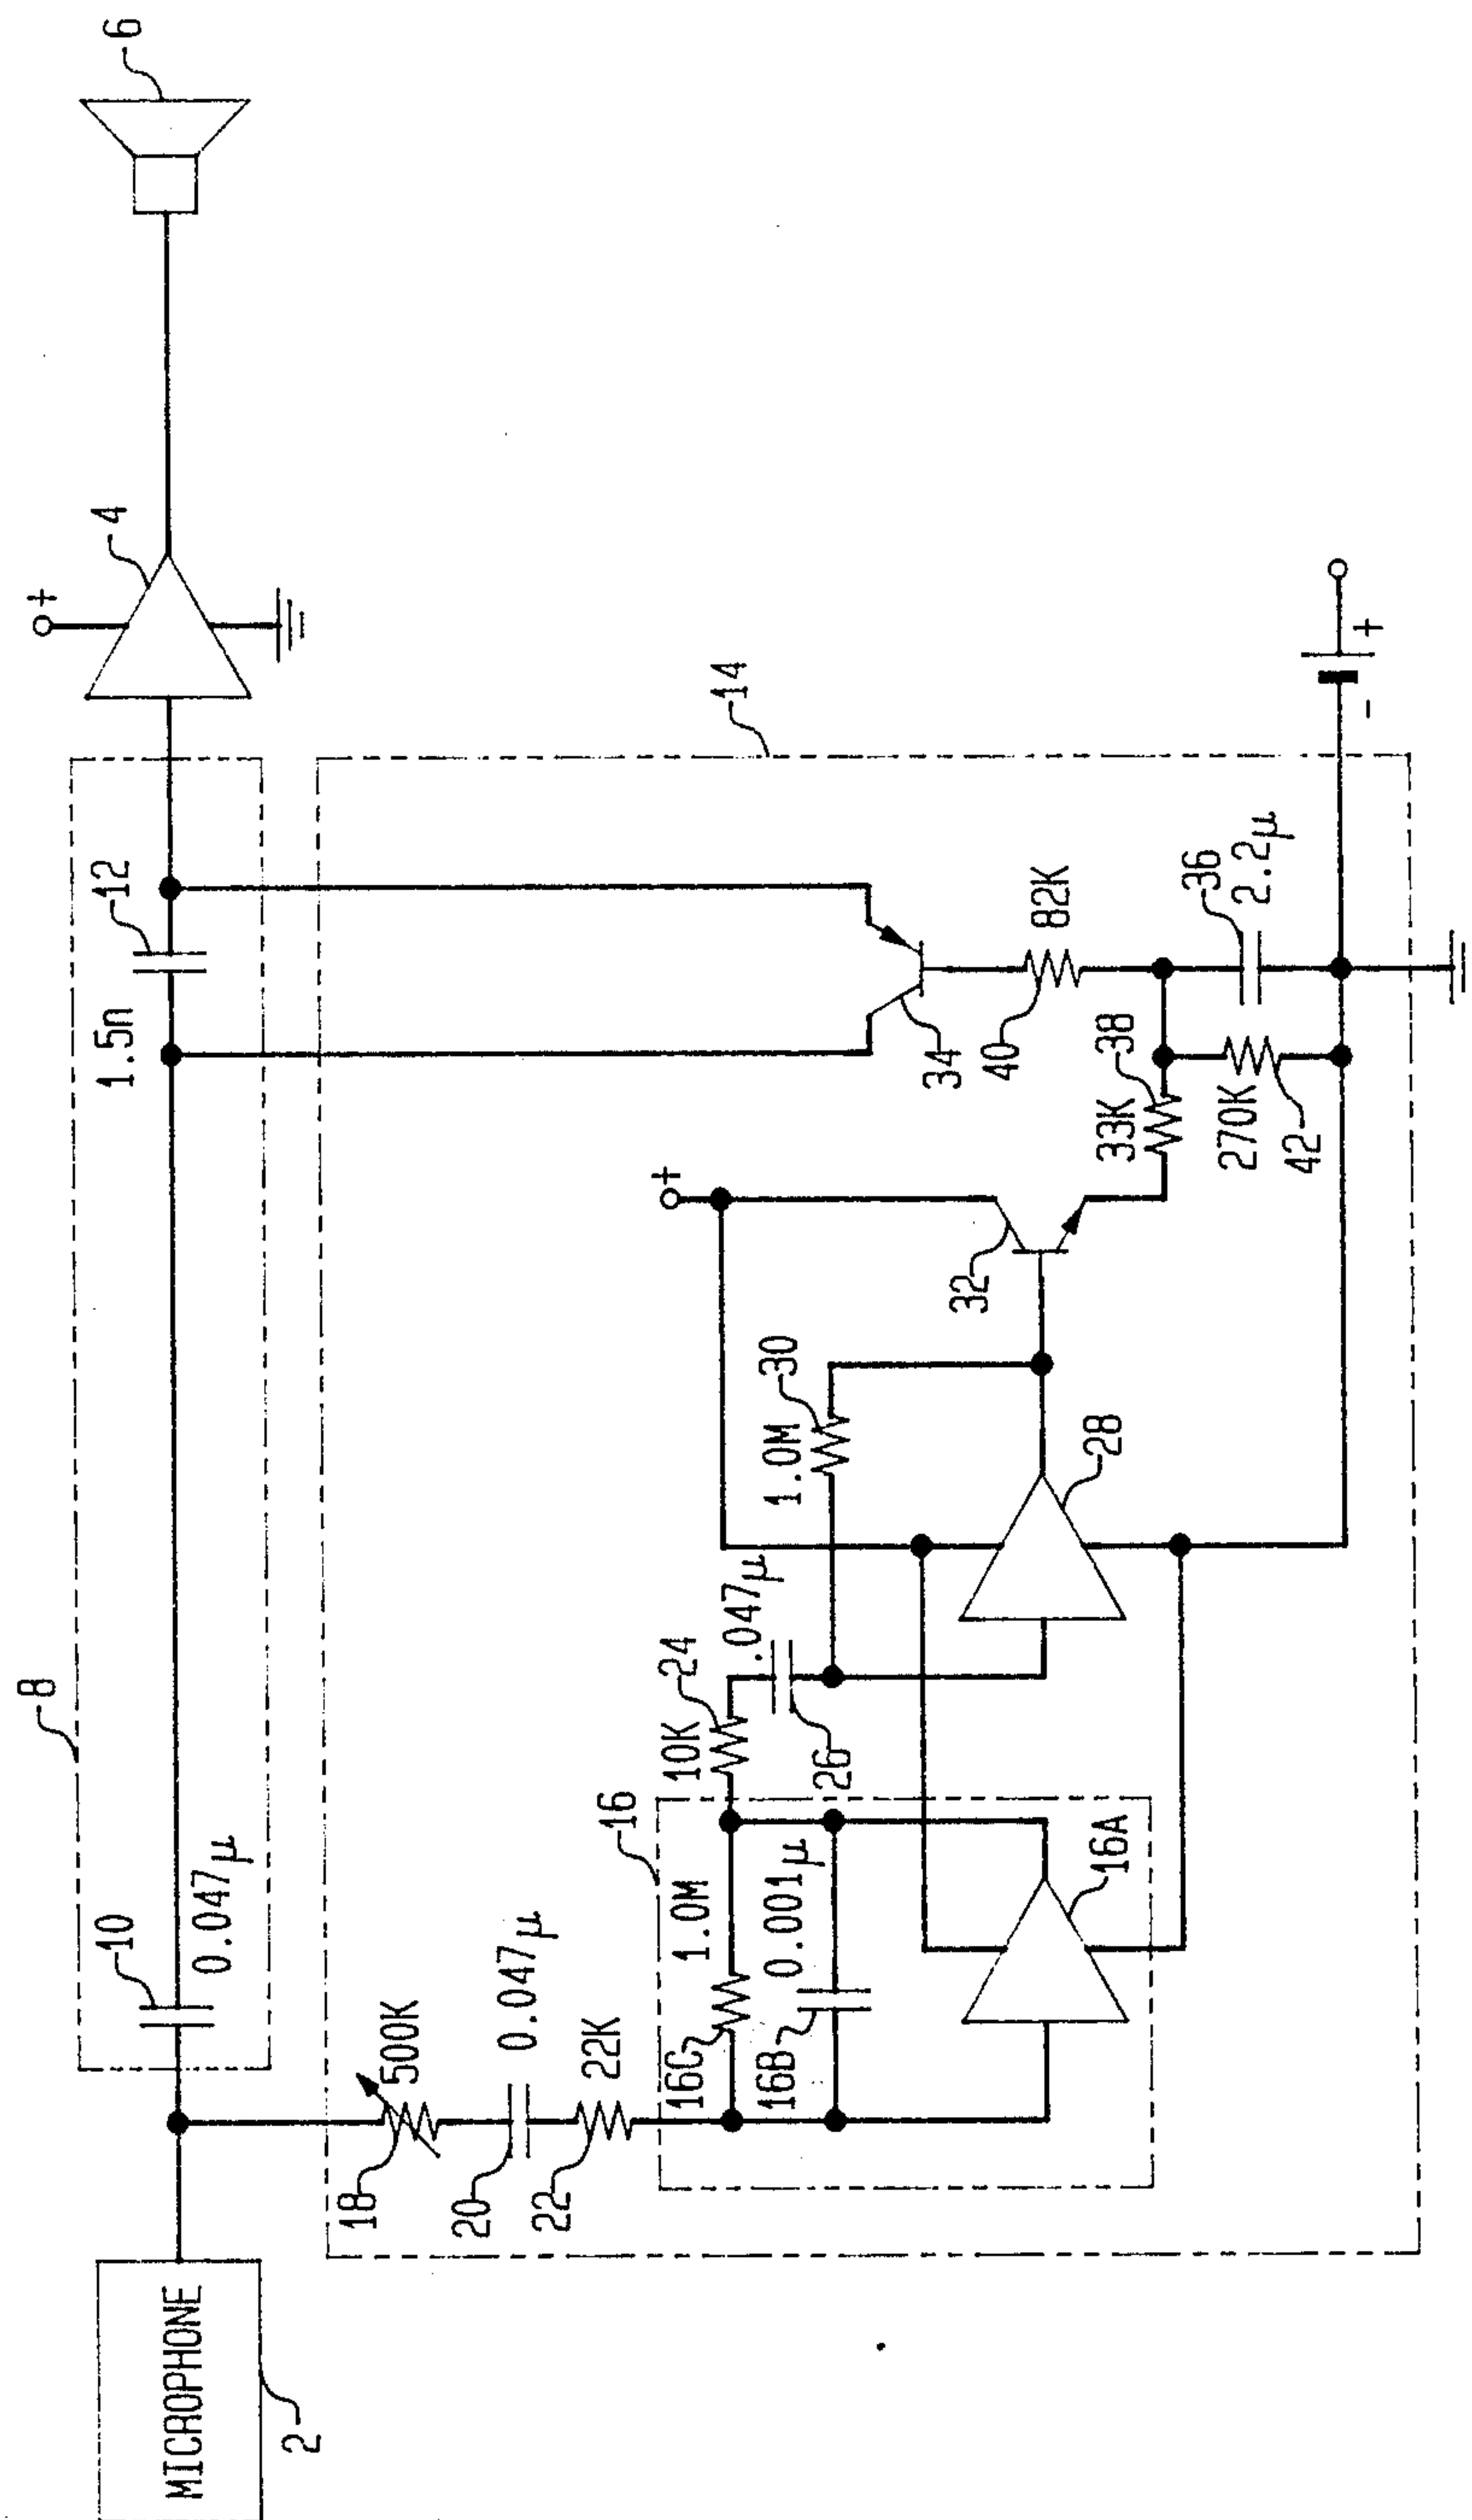 MICROPHONE
2
8
10
0.047μ
1.5n
12
4
+
6
14
18
500K
20
0.047μ
22
22K
16
16C
1.0M
16B
0.001μ
16A
10K
24
.047μ
26
1.0M
30
28
+
32
34
33K
38
40
82K
270K
42
36
2.2μ
-
+